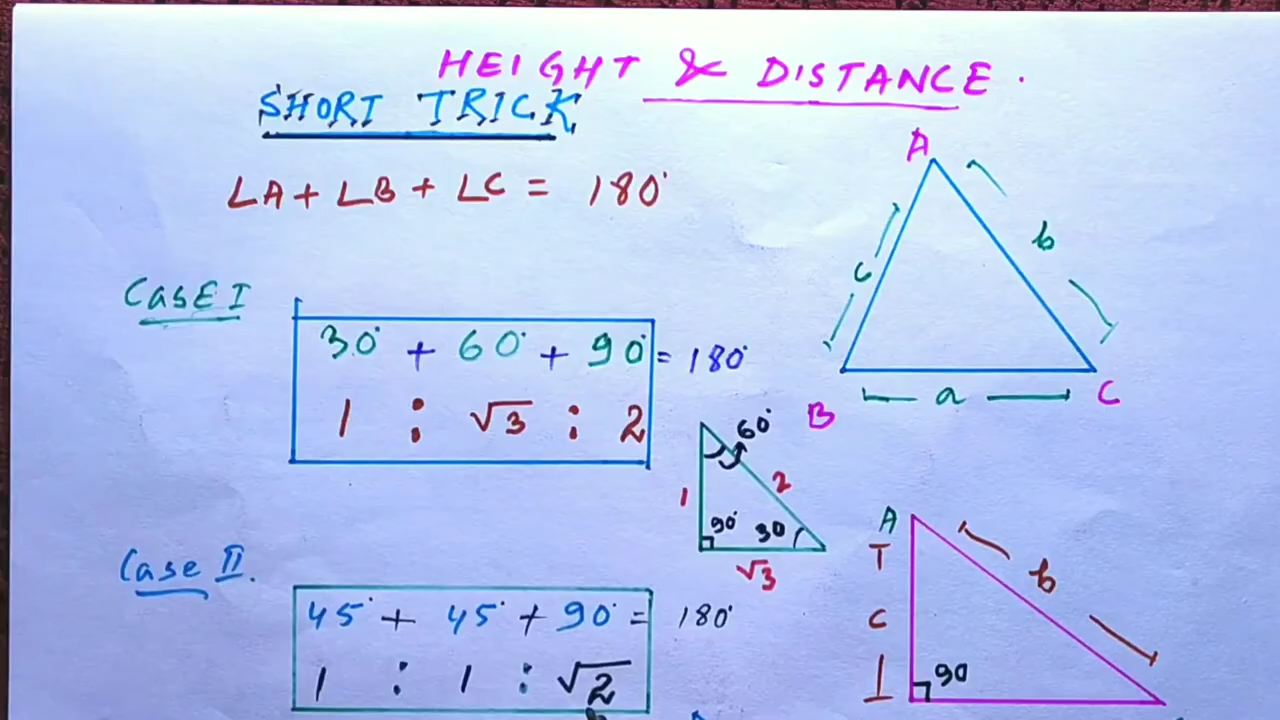 HEIGHT & DISTANCE.
SHORT TRICK
∠A + ∠B + ∠C = 180°
A
b
c
a
B
C
Case I
30° + 60° + 90° = 180°
1 : √3 : 2
60°
1
2
90°
30
√3
Case II.
45° + 45° + 90° = 180°
1 : 1 : √2
A
c
b
90